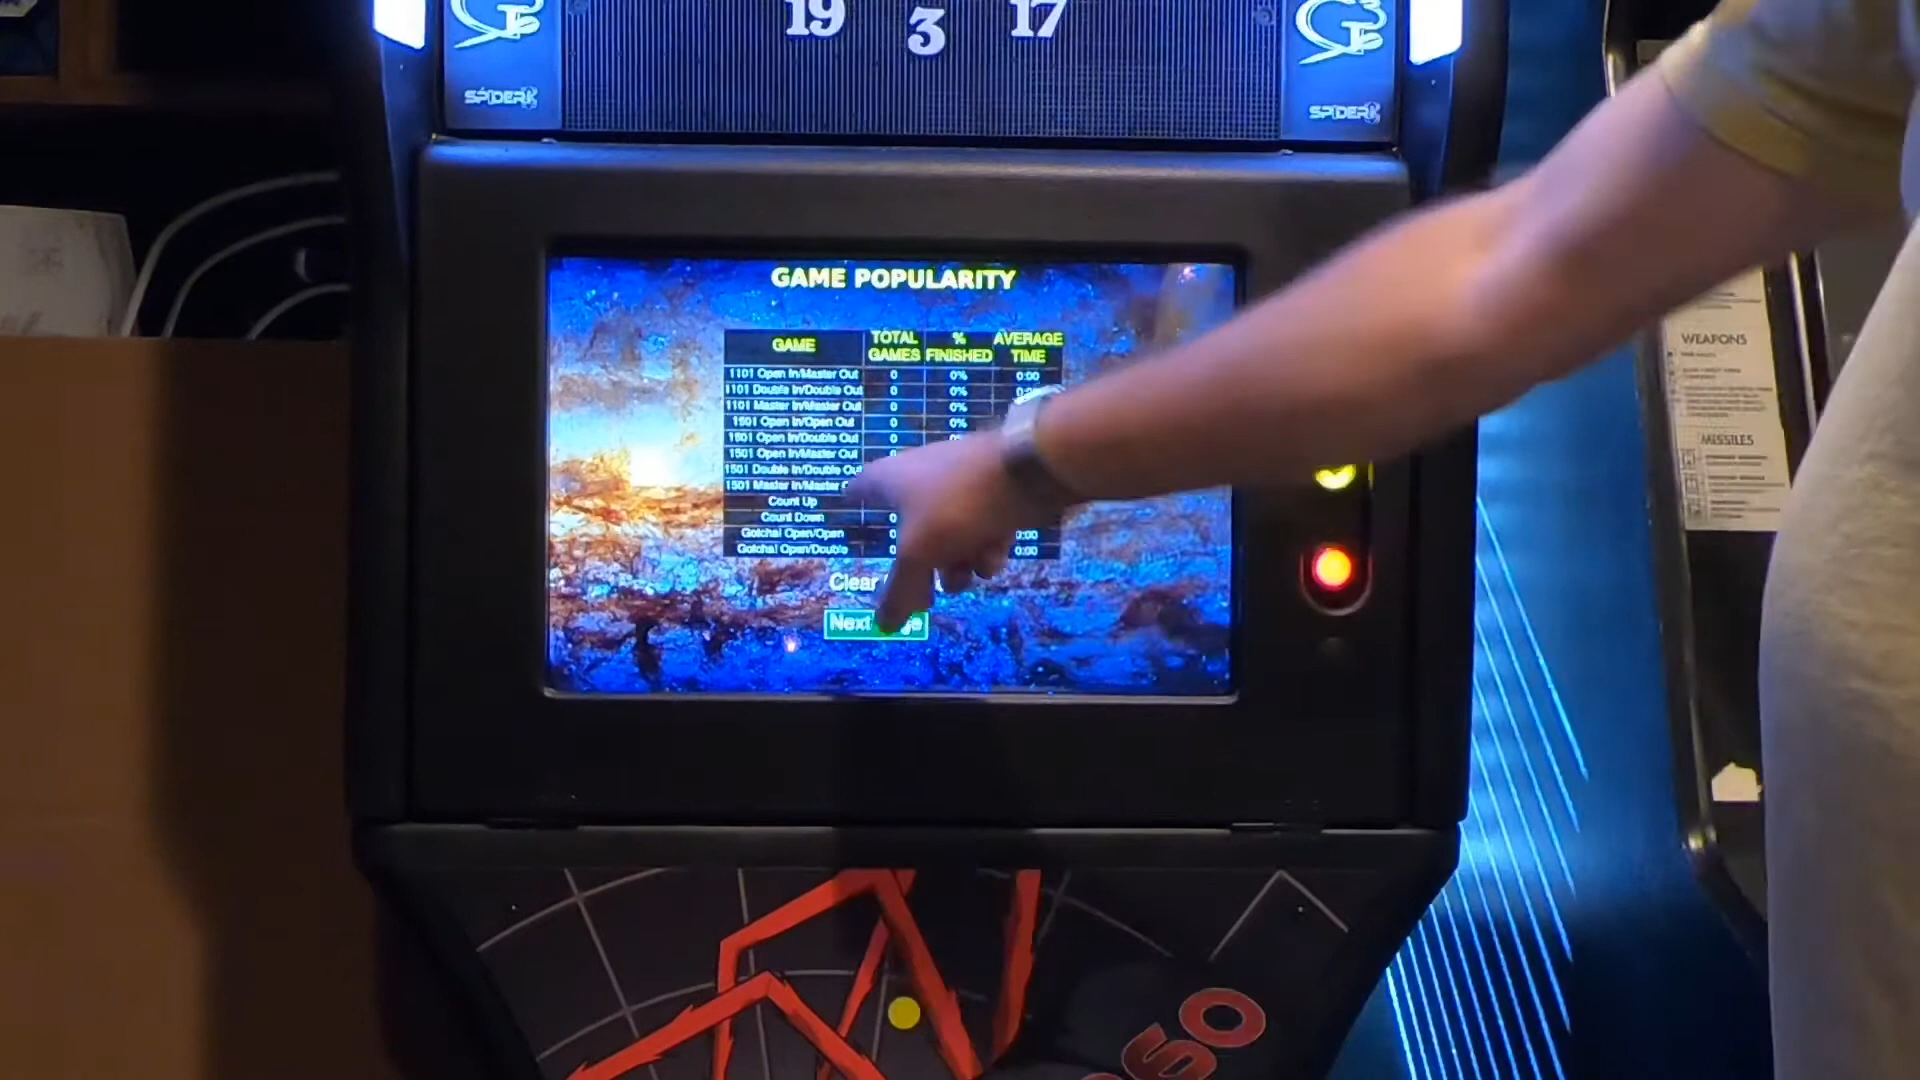 19 3 17
SPIDER
SPIDER
GAME POPULARITY
GAME TOTAL GAMES % FINISHED AVERAGE TIME
1101 Open In/Master Out 0 0% 0:00
1101 Double In/Double Out 0 0%
1101 Master In/Master Out 0 0%
1501 Open In/Open Out 0 0%
1501 Open In/Double Out 0
1501 Open In/Master Out
1501 Double In/Double Out
1501 Master In/Master
Count Up
Count Down 0
Gotcha! Open/Open 0 0:00
Gotcha! Open/Double 0 0:00
Clear
Next
WEAPONS
MISSILES